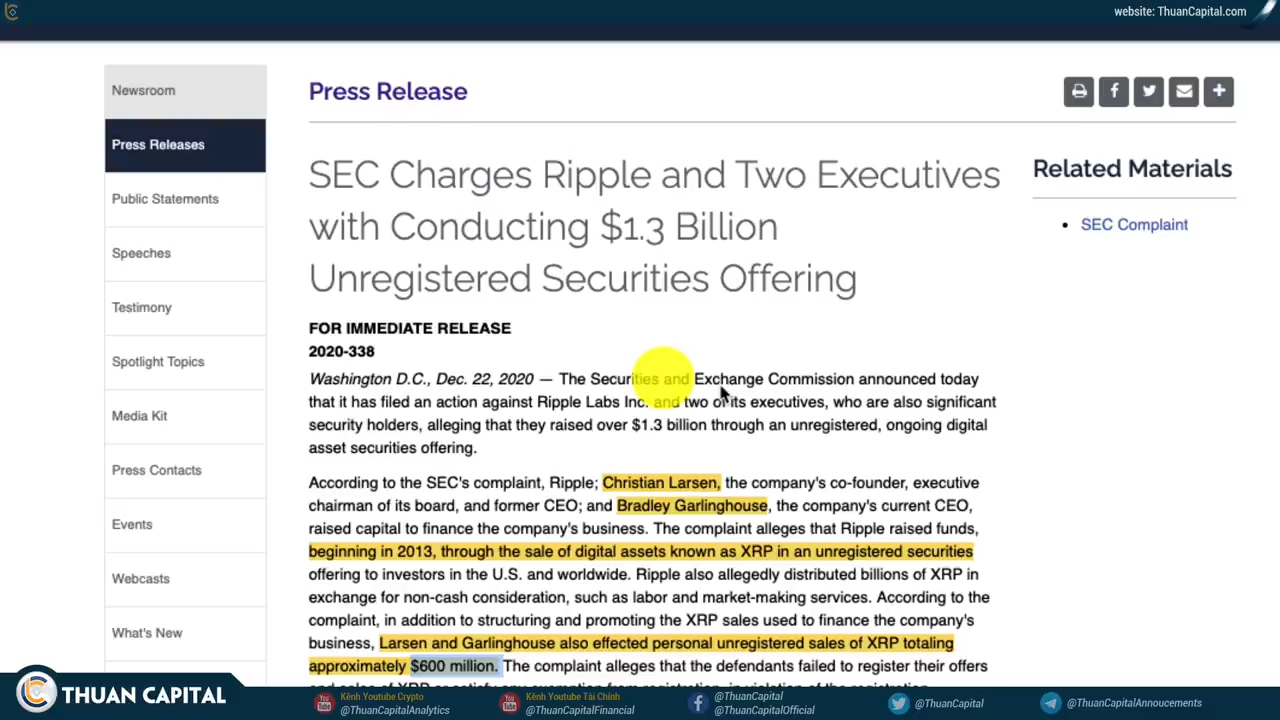 website: ThuanCapital.com
Newsroom
Press Releases
Public Statements
Speeches
Testimony
Spotlight Topics
Media Kit
Press Contacts
Events
Webcasts
What's New
Press Release
SEC Charges Ripple and Two Executives
with Conducting $1.3 Billion
Unregistered Securities Offering
FOR IMMEDIATE RELEASE
2020-338
Washington D.C., Dec. 22, 2020 — The Securities and Exchange Commission announced today
that it has filed an action against Ripple Labs Inc. and two of its executives, who are also significant
security holders, alleging that they raised over $1.3 billion through an unregistered, ongoing digital
asset securities offering.
According to the SEC's complaint, Ripple; Christian Larsen, the company's co-founder, executive
chairman of its board, and former CEO; and Bradley Garlinghouse, the company's current CEO,
raised capital to finance the company's business. The complaint alleges that Ripple raised funds,
beginning in 2013, through the sale of digital assets known as XRP in an unregistered securities
offering to investors in the U.S. and worldwide. Ripple also allegedly distributed billions of XRP in
exchange for non-cash consideration, such as labor and market-making services. According to the
complaint, in addition to structuring and promoting the XRP sales used to finance the company's
business, Larsen and Garlinghouse also effected personal unregistered sales of XRP totaling
approximately $600 million. The complaint alleges that the defendants failed to register their offers
Related Materials
SEC Complaint
THUAN CAPITAL
Kênh Youtube Crypto
@ThuanCapitalAnalytics
Kênh Youtube Tài Chính
@ThuanCapitalFinancial
@ThuanCapital
@ThuanCapitalOfficial
@ThuanCapital
@ThuanCapitalAnnoucements